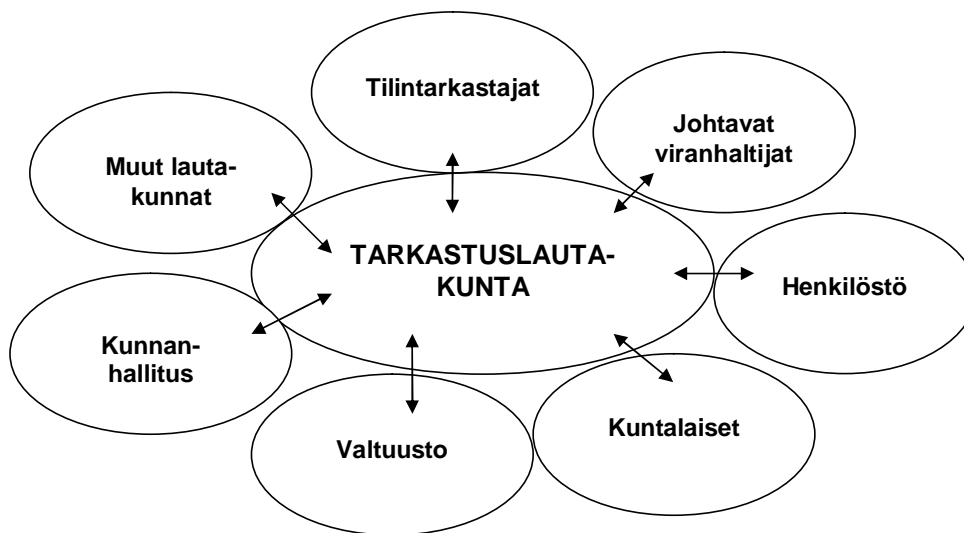 Tilintarkastajat
Johtavat
viranhaltijat
Muut lauta-
kunnat
TARKASTUSLAUTA-
KUNTA
Henkilöstö
Kunnan-
hallitus
Valtuusto
Kuntalaiset